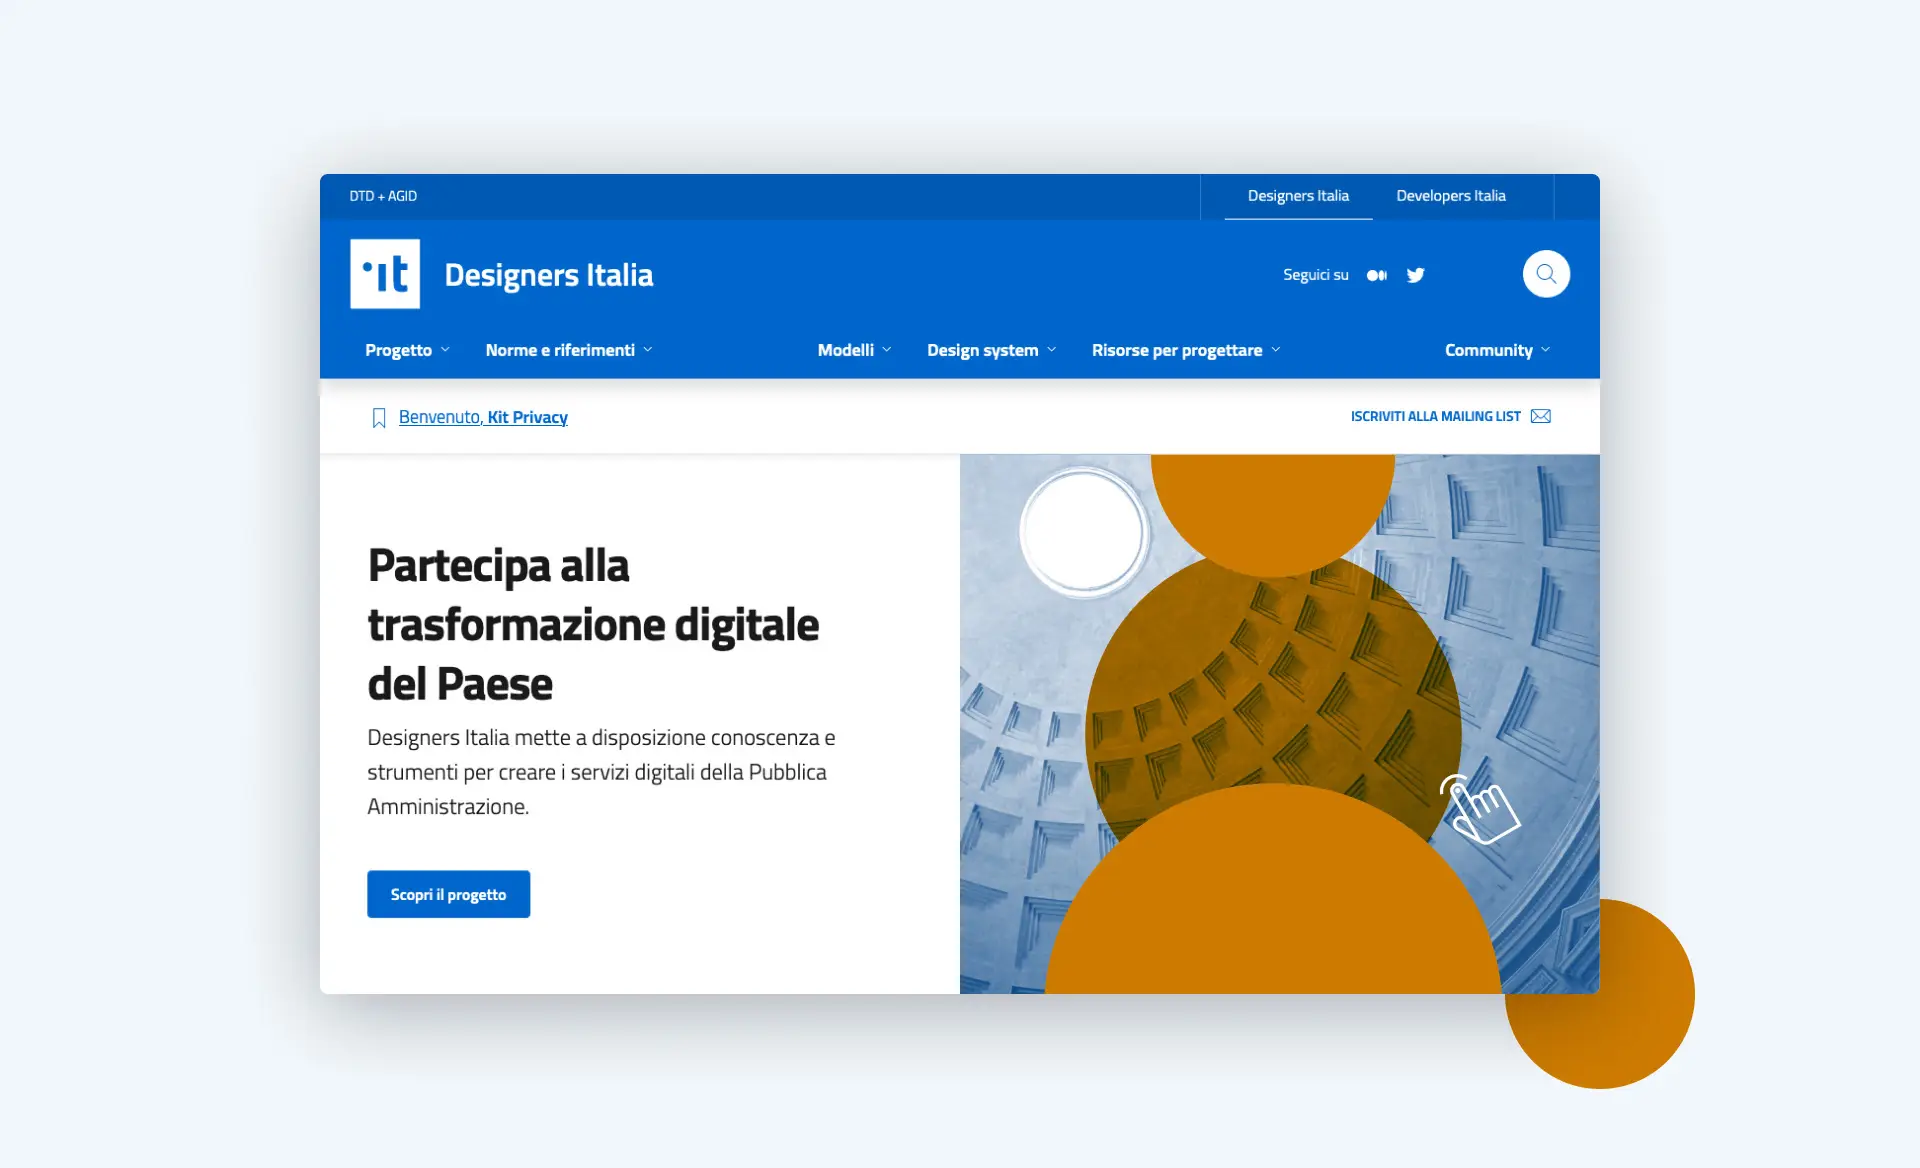 DTD + AGID
Designers Italia
Developers Italia
it
Designers Italia
Seguici su
Progetto
Norme e riferimenti
Modelli
Design system
Risorse per progettare
Community
Benvenuto, Kit Privacy
ISCRIVITI ALLA MAILING LIST
Partecipa alla
trasformazione digitale
del Paese
Designers Italia mette a disposizione conoscenza e
strumenti per creare i servizi digitali della Pubblica
Amministrazione.
Scopri il progetto